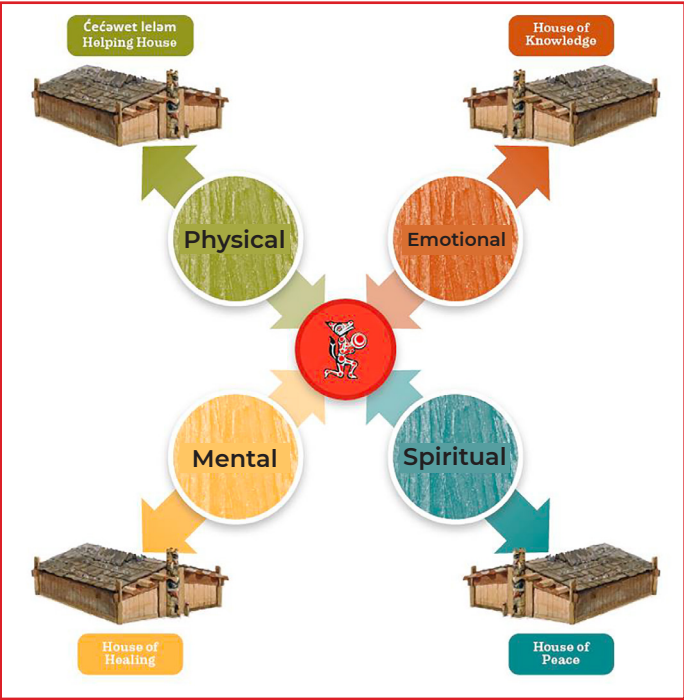 Ćećəwet leləm
Helping House
House of
Knowledge
Physical
Emotional
Mental
Spiritual
House of
Healing
House of
Peace